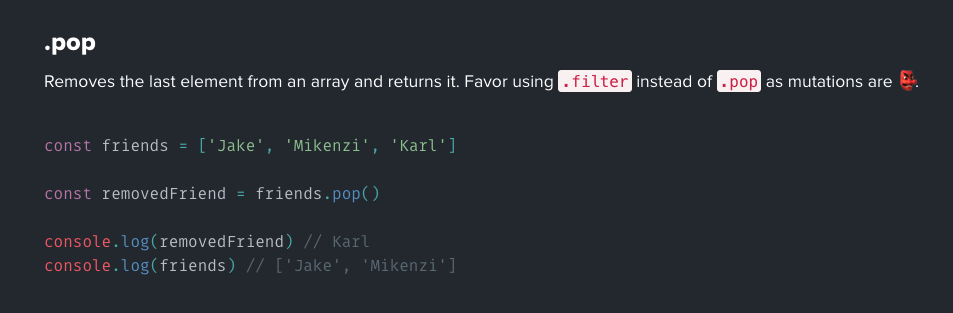 .pop
Removes the last element from an array and returns it. Favor using .filter instead of .pop as mutations are 👺.
const friends = ['Jake', 'Mikenzi', 'Karl']
const removedFriend = friends.pop()
console.log(removedFriend) // Karl
console.log(friends) // ['Jake', 'Mikenzi']